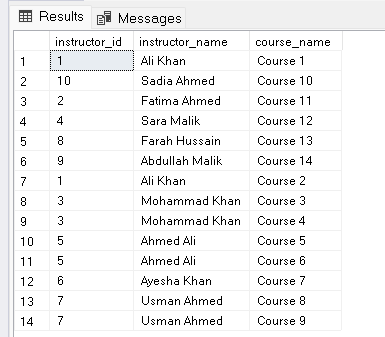 Results Messages
instructor_id instructor_name course_name
1 1 Ali Khan Course 1
2 10 Sadia Ahmed Course 10
3 2 Fatima Ahmed Course 11
4 4 Sara Malik Course 12
5 8 Farah Hussain Course 13
6 9 Abdullah Malik Course 14
7 1 Ali Khan Course 2
8 3 Mohammad Khan Course 3
9 3 Mohammad Khan Course 4
10 5 Ahmed Ali Course 5
11 5 Ahmed Ali Course 6
12 6 Ayesha Khan Course 7
13 7 Usman Ahmed Course 8
14 7 Usman Ahmed Course 9